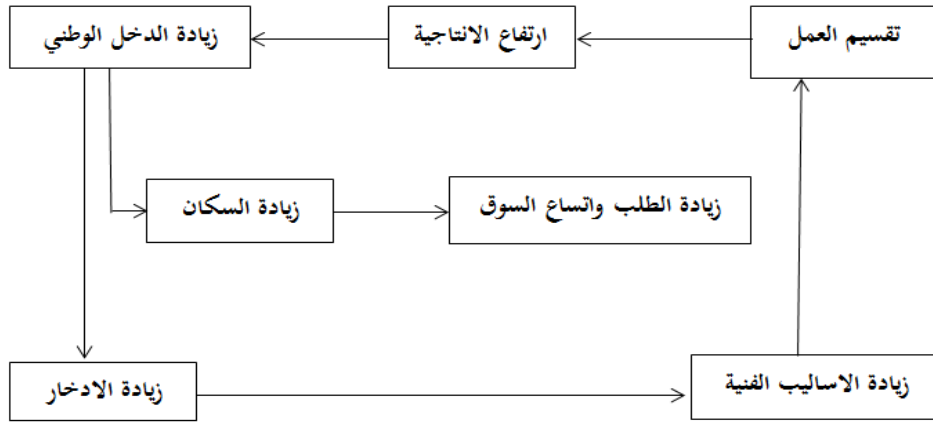 تقسيم العمل
ارتفاع الانتاجية
زيادة الدخل الوطني
زيادة الطلب واتساع السوق
زيادة السكان
زيادة الاساليب الفنية
زيادة الادخار